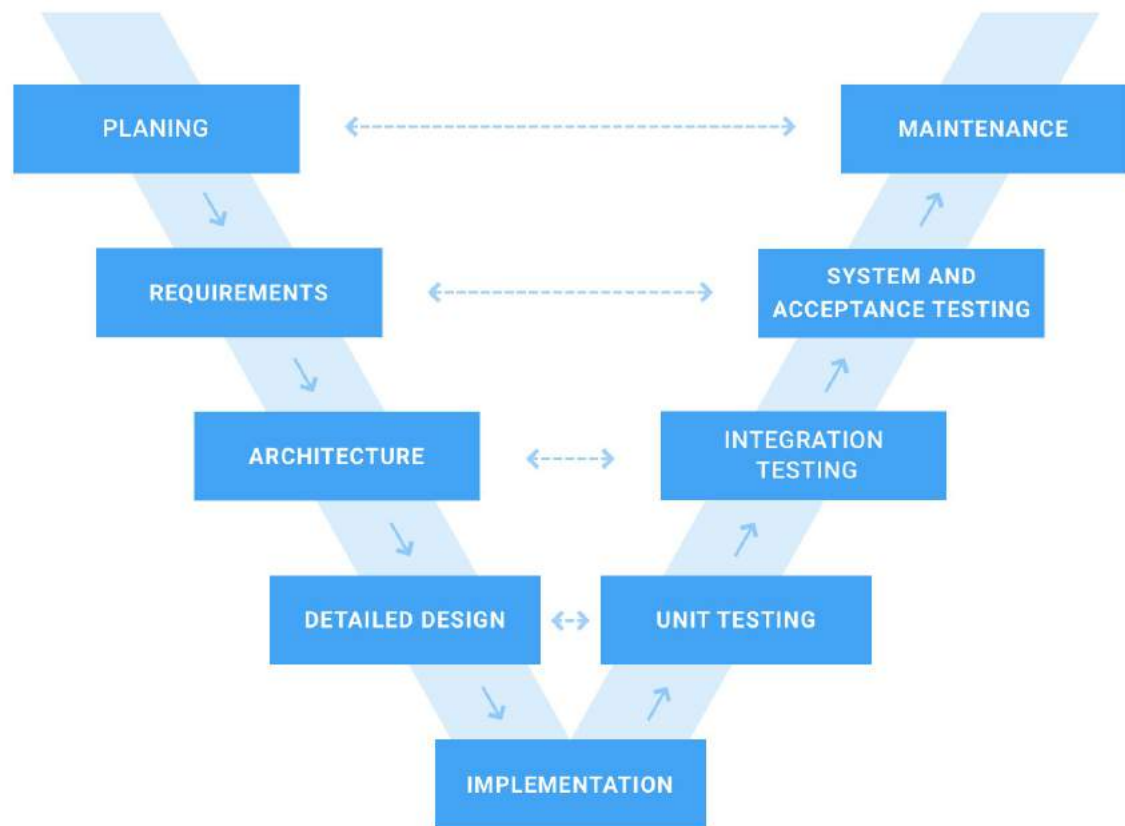 PLANING
MAINTENANCE
REQUIREMENTS
SYSTEM AND
ACCEPTANCE TESTING
ARCHITECTURE
INTEGRATION
TESTING
DETAILED DESIGN
UNIT TESTING
IMPLEMENTATION